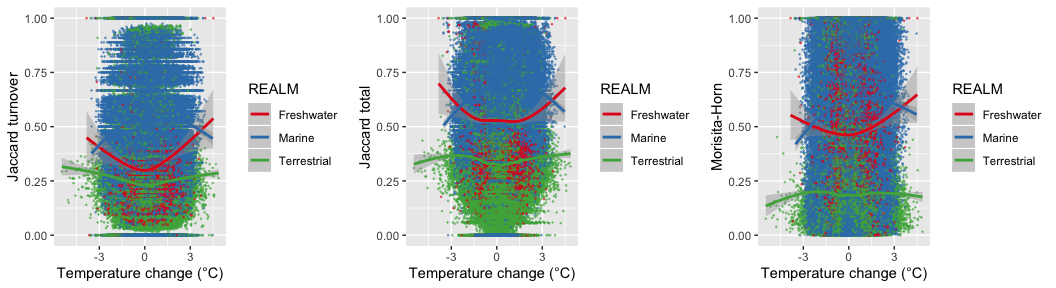 Jaccard turnover
1.00
0.75
0.50
0.25
0.00
-3
0
3
Temperature change (°C)
REALM
Freshwater
Marine
Terrestrial
Jaccard total
1.00
0.75
0.50
0.25
0.00
-3
0
3
Temperature change (°C)
REALM
Freshwater
Marine
Terrestrial
Morisita-Horn
1.00
0.75
0.50
0.25
0.00
-3
0
3
Temperature change (°C)
REALM
Freshwater
Marine
Terrestrial